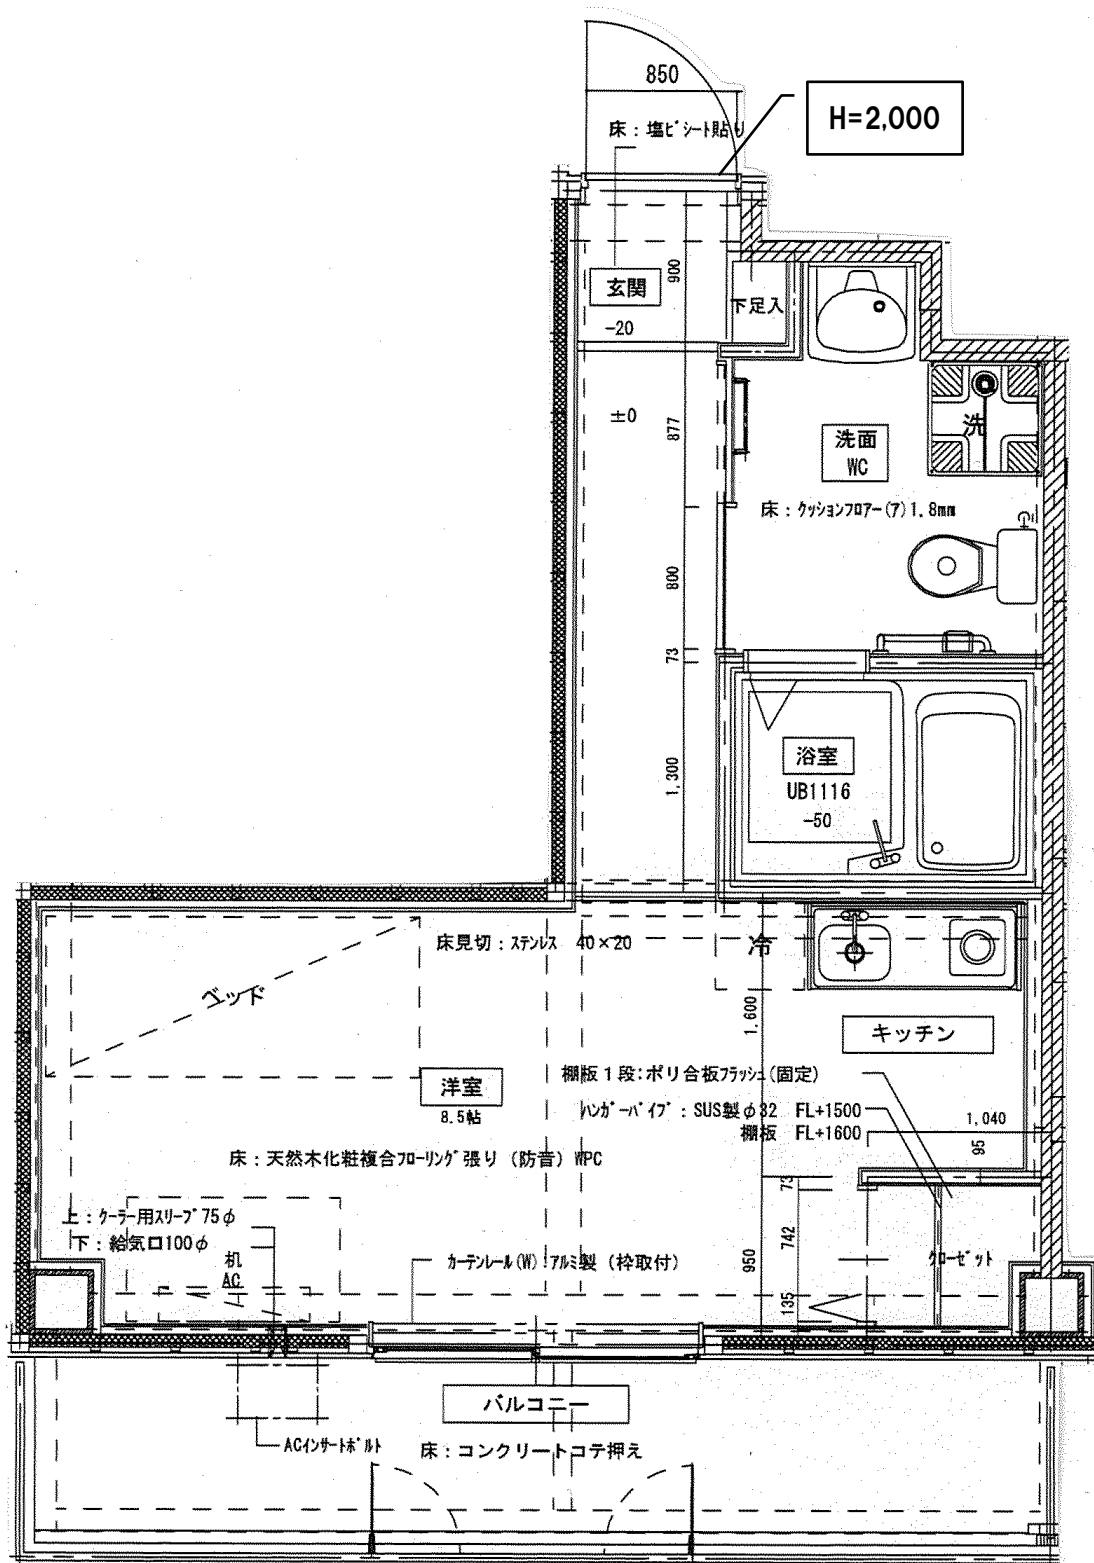 850
H=2,000
床：塩ビシート貼り
玄関
-20
900
下足入
±0
877
洗面
WC
洗
床：クッションフロアー(ア)1.8mm
800
73
1,300
浴室
UB1116
-50
床見切：ステンレス 40×20
冷
ベッド
1,600
キッチン
洋室
8.5帖
棚板１段：ポリ合板フラッシュ(固定)
ハンガーパイプ：SUS製φ32 FL+1500
棚板 FL+1600
1,040
95
床：天然木化粧複合フローリング張り（防音）WPC
73
上：クーラー用スリーブ75φ
下：給気口100φ
机
AC
カーテンレール(W)アルミ製（枠取付）
950
742
135
クローゼット
バルコニー
ACインサートボルト
床：コンクリートコテ押え